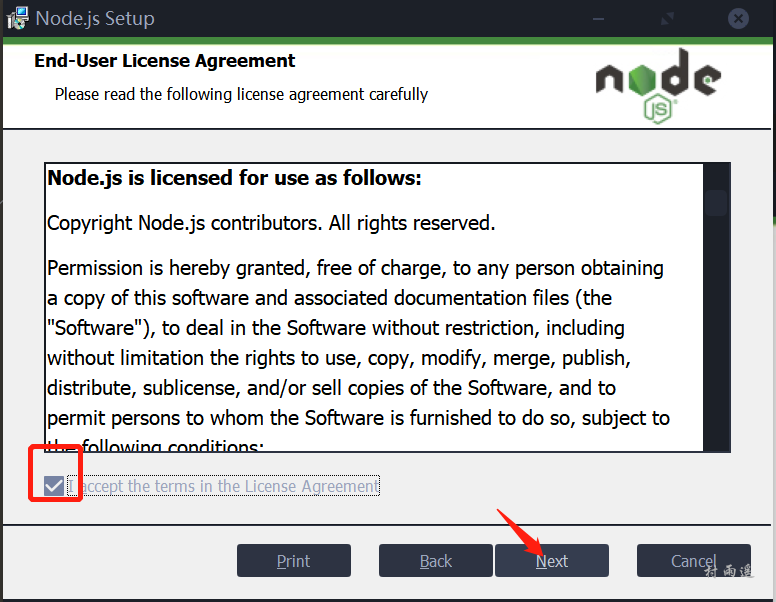 Node.js Setup
End-User License Agreement
Please read the following license agreement carefully
node
JS
Node.js is licensed for use as follows:
Copyright Node.js contributors. All rights reserved.
Permission is hereby granted, free of charge, to any person obtaining
a copy of this software and associated documentation files (the
"Software"), to deal in the Software without restriction, including
without limitation the rights to use, copy, modify, merge, publish,
distribute, sublicense, and/or sell copies of the Software, and to
permit persons to whom the Software is furnished to do so, subject to
the following conditions:
I accept the terms in the License Agreement
Print
Back
Next
Cancel
村雨遥